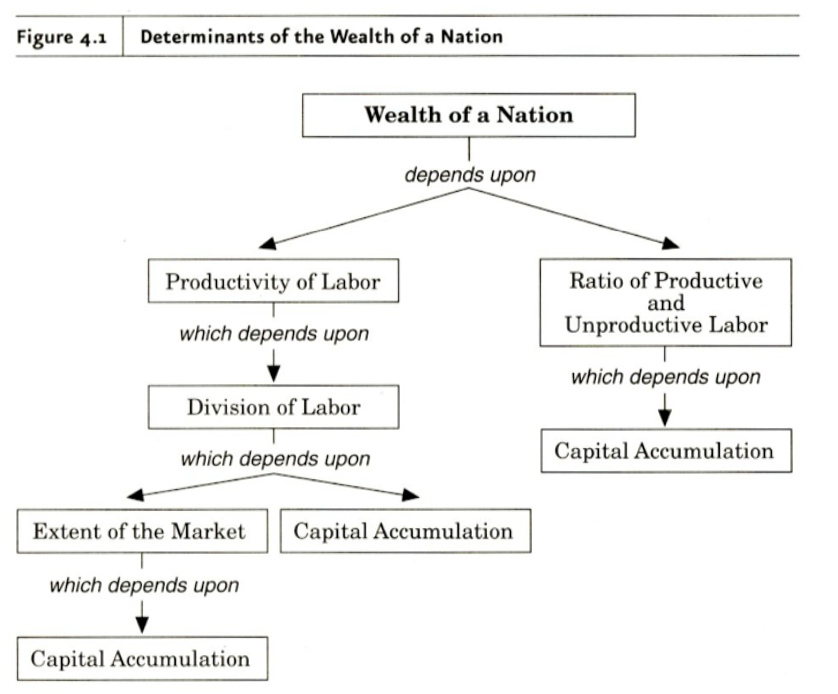 Figure 4.1 Determinants of the Wealth of a Nation
Wealth of a Nation
depends upon
Productivity of Labor
Ratio of Productive
and
Unproductive Labor
which depends upon
which depends upon
Division of Labor
Capital Accumulation
which depends upon
Extent of the Market
Capital Accumulation
which depends upon
Capital Accumulation